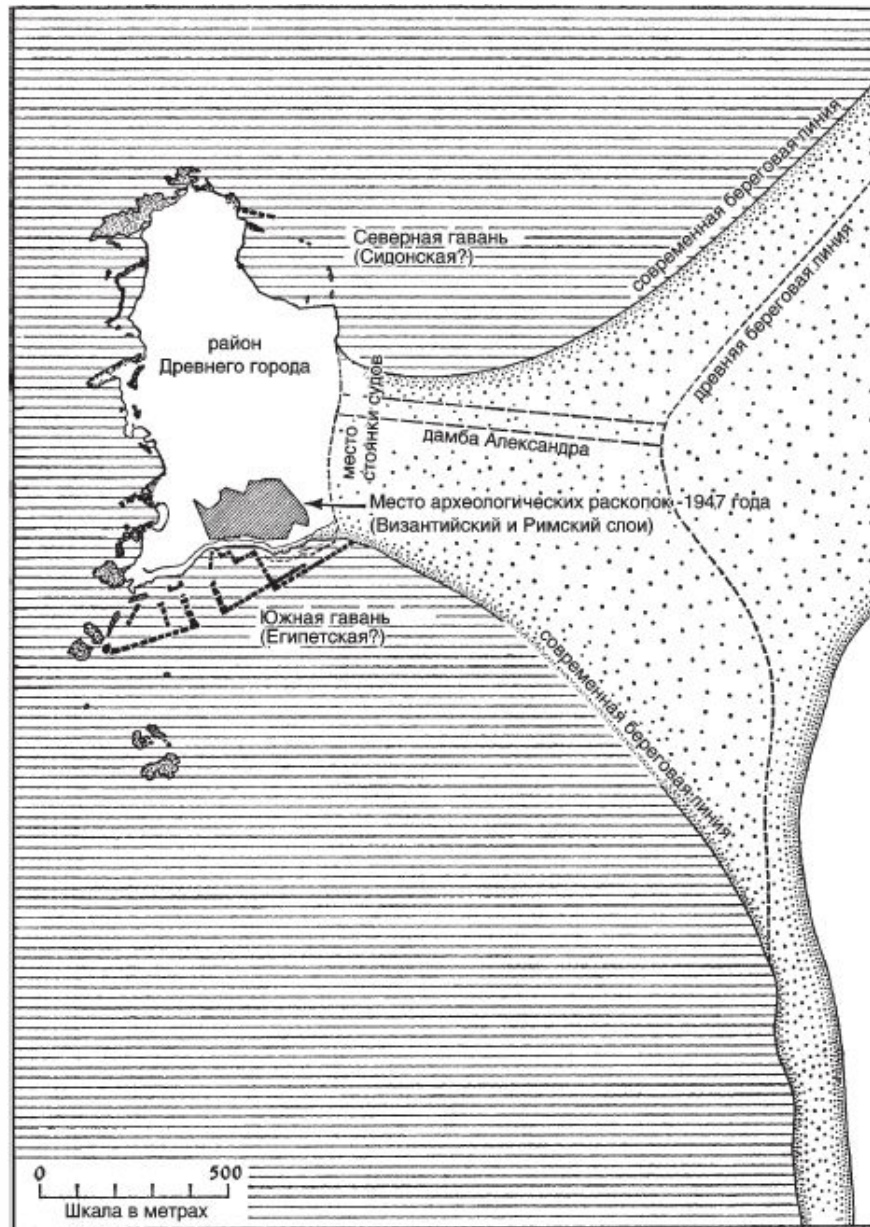 современная береговая линия
древняя береговая линия
Северная гавань
(Сидонская?)
район
Древнего города
место
стоянки судов
дамба Александра
Место археологических раскопок -1947 года
(Византийский и Римский слои)
Южная гавань
(Египетская?)
современная береговая линия
0 500
Шкала в метрах